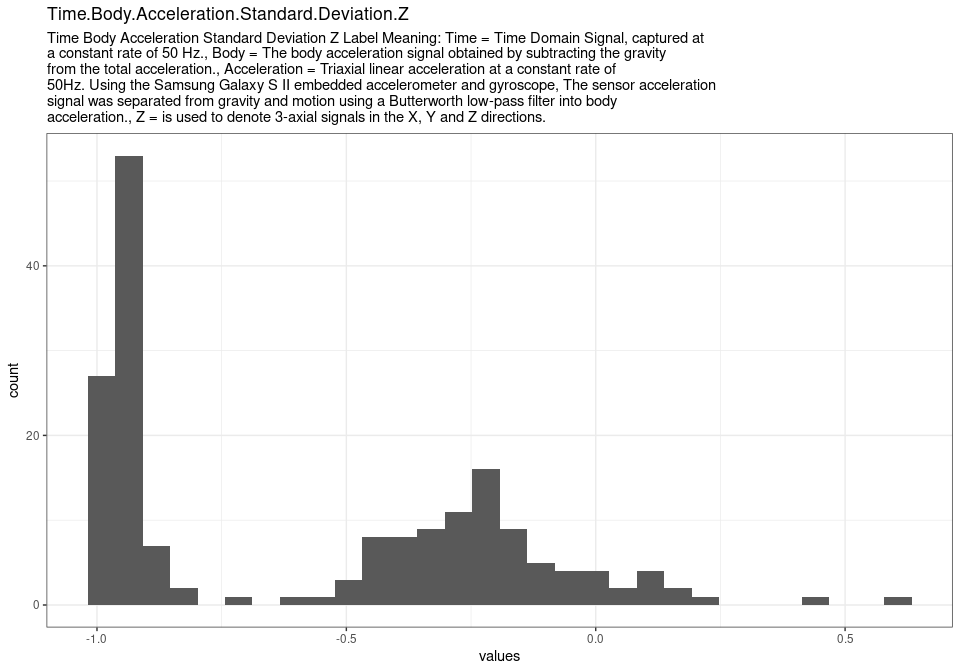 Time.Body.Acceleration.Standard.Deviation.Z
Time Body Acceleration Standard Deviation Z Label Meaning: Time = Time Domain Signal, captured at
a constant rate of 50 Hz., Body = The body acceleration signal obtained by subtracting the gravity
from the total acceleration., Acceleration = Triaxial linear acceleration at a constant rate of
50Hz. Using the Samsung Galaxy S II embedded accelerometer and gyroscope, The sensor acceleration
signal was separated from gravity and motion using a Butterworth low-pass filter into body
acceleration., Z = is used to denote 3-axial signals in the X, Y and Z directions.
40
20
0
count
-1.0 -0.5 0.0 0.5
values